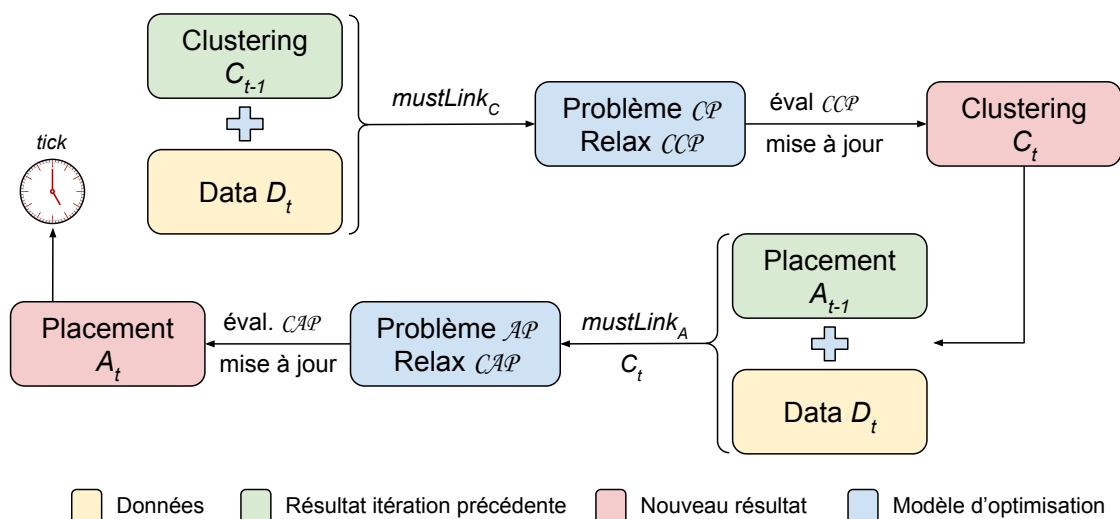 Clustering
C_{t-1}
Data D_t
mustLink_C
Problème CP
Relax CCP
éval CCP
mise à jour
Clustering
C_t
tick
Placement
A_{t-1}
Data D_t
mustLink_A
C_t
Problème AP
Relax CAP
éval. CAP
mise à jour
Placement
A_t
Données
Résultat itération précédente
Nouveau résultat
Modèle d'optimisation